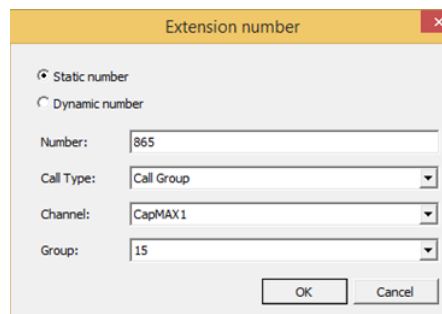 Extension number
Static number
Dynamic number
Number: 865
Call Type: Call Group
Channel: CapMAX1
Group: 15
OK Cancel